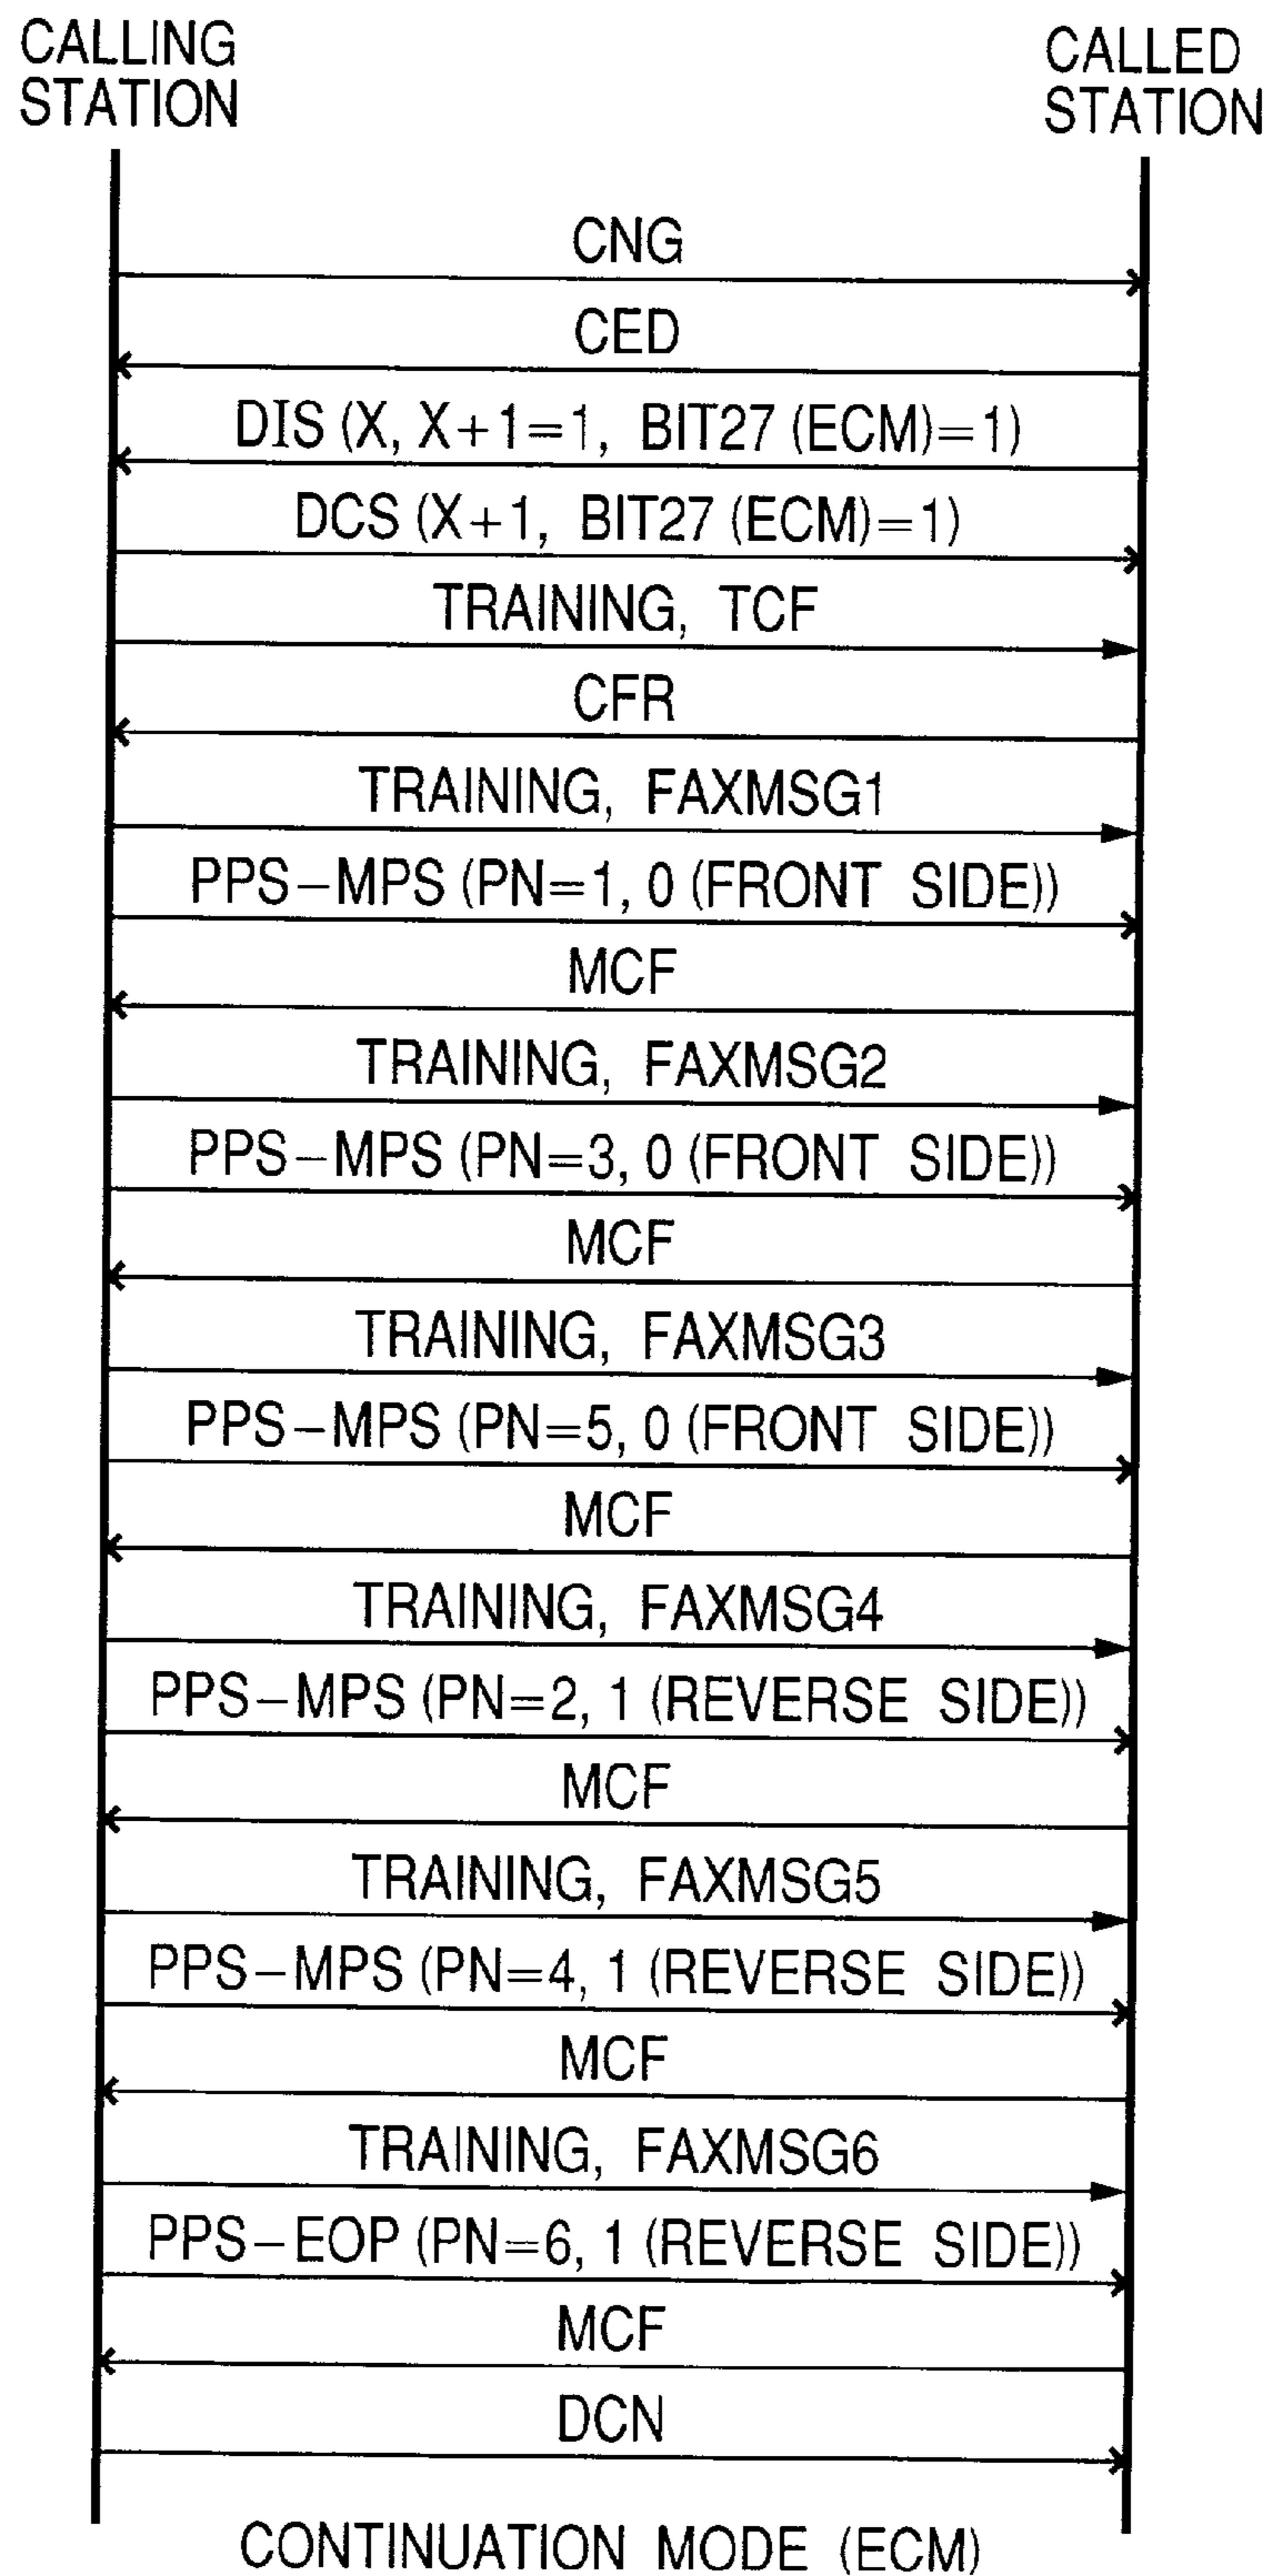 CALLING
STATION
CALLED
STATION
CNG
CED
DIS (X, X+1=1, BIT27 (ECM)=1)
DCS (X+1, BIT27 (ECM)=1)
TRAINING, TCF
CFR
TRAINING, FAXMSG1
PPS-MPS (PN=1, 0 (FRONT SIDE))
MCF
TRAINING, FAXMSG2
PPS-MPS (PN=3, 0 (FRONT SIDE))
MCF
TRAINING, FAXMSG3
PPS-MPS (PN=5, 0 (FRONT SIDE))
MCF
TRAINING, FAXMSG4
PPS-MPS (PN=2, 1 (REVERSE SIDE))
MCF
TRAINING, FAXMSG5
PPS-MPS (PN=4, 1 (REVERSE SIDE))
MCF
TRAINING, FAXMSG6
PPS-EOP (PN=6, 1 (REVERSE SIDE))
MCF
DCN
CONTINUATION MODE (ECM)